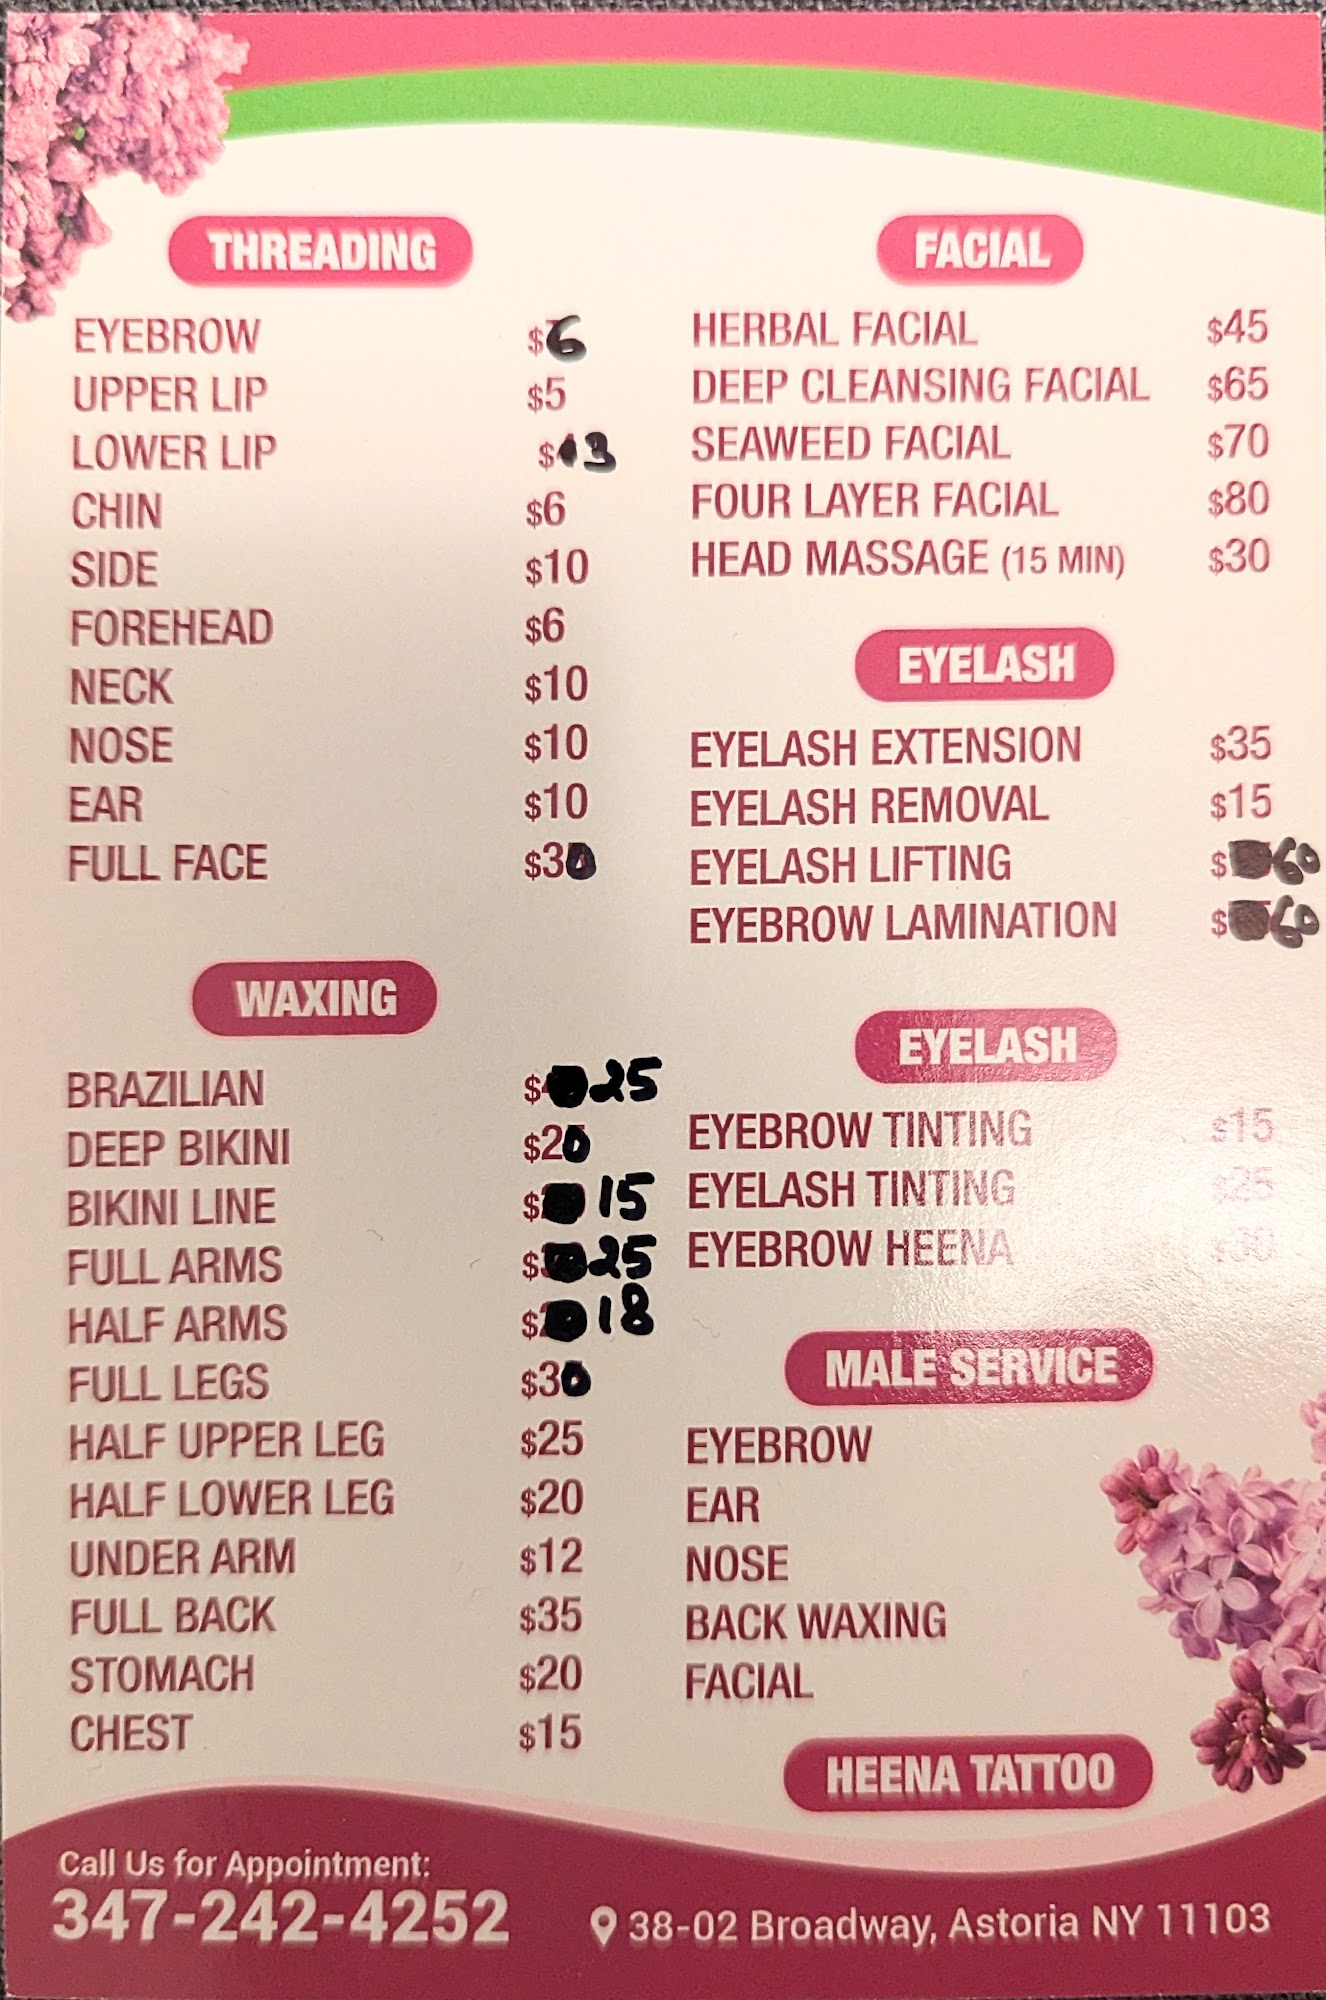 THREADING
EYEBROW $6
UPPER LIP $5
LOWER LIP $3
CHIN $6
SIDE $10
FOREHEAD $6
NECK $10
NOSE $10
EAR $10
FULL FACE $30
WAXING
BRAZILIAN $25
DEEP BIKINI $20
BIKINI LINE $15
FULL ARMS $25
HALF ARMS $18
FULL LEGS $30
HALF UPPER LEG $25
HALF LOWER LEG $20
UNDER ARM $12
FULL BACK $35
STOMACH $20
CHEST $15
FACIAL
HERBAL FACIAL $45
DEEP CLEANSING FACIAL $65
SEAWEED FACIAL $70
FOUR LAYER FACIAL $80
HEAD MASSAGE (15 MIN) $30
EYELASH
EYELASH EXTENSION $35
EYELASH REMOVAL $15
EYELASH LIFTING $60
EYEBROW LAMINATION $60
EYELASH
EYEBROW TINTING $15
EYELASH TINTING $25
EYEBROW HEENA $30
MALE SERVICE
EYEBROW
EAR
NOSE
BACK WAXING
FACIAL
HEENA TATTOO
Call Us for Appointment:
347-242-4252
38-02 Broadway, Astoria NY 11103